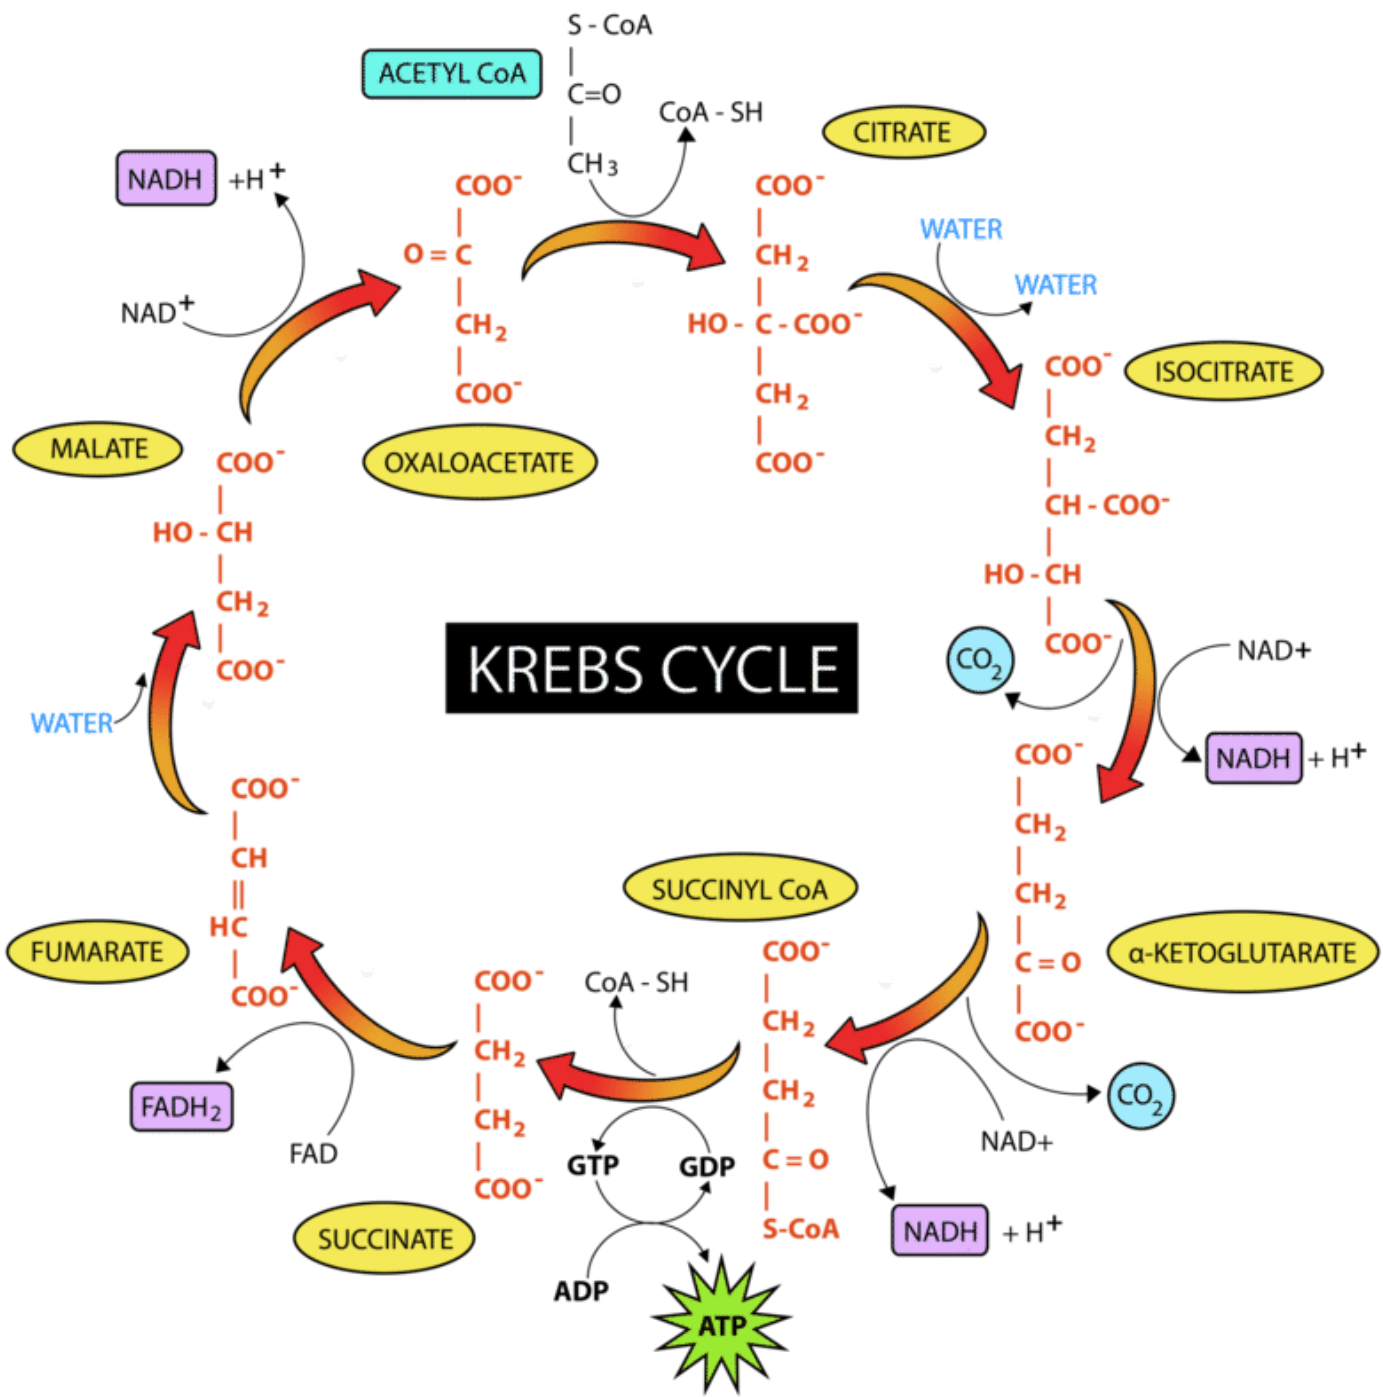 S - CoA
|
C=O
|
CH₃
ACETYL CoA
CoA - SH
CITRATE
NADH +H⁺
NAD⁺
COO⁻
|
O = C
|
CH₂
|
COO⁻
OXALOACETATE
COO⁻
|
CH₂
|
HO - C - COO⁻
|
CH₂
|
COO⁻
WATER
WATER
COO⁻
|
CH₂
|
CH - COO⁻
|
HO - CH
|
COO⁻
ISOCITRATE
MALATE
COO⁻
|
HO - CH
|
CH₂
|
COO⁻
KREBS CYCLE
CO₂
NAD+
NADH + H⁺
WATER
COO⁻
|
CH₂
|
CH₂
|
C = O
|
COO⁻
α-KETOGLUTARATE
COO⁻
|
CH
||
HC
|
COO⁻
FUMARATE
SUCCINYL CoA
COO⁻
|
CH₂
|
CH₂
|
C = O
|
S-CoA
CoA - SH
COO⁻
|
CH₂
|
CH₂
|
COO⁻
SUCCINATE
FADH₂
FAD
GTP
GDP
ADP
ATP
CO₂
NAD+
NADH + H⁺